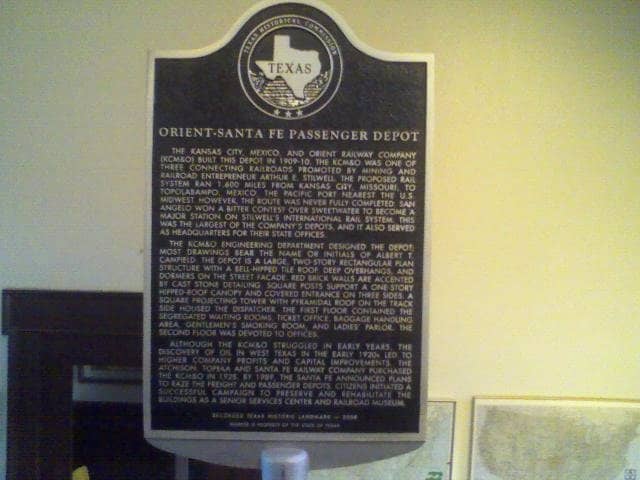 TEXAS HISTORICAL COMMISSION
TEXAS
ORIENT-SANTA FE PASSENGER DEPOT
THE KANSAS CITY, MEXICO, AND ORIENT RAILWAY COMPANY
(KCM&O) BUILT THIS DEPOT IN 1909-10. THE KCM&O WAS ONE OF
THREE CONNECTING RAILROADS PROMOTED BY MINING AND
RAILROAD ENTREPRENEUR ARTHUR E. STILWELL. THE PROPOSED RAIL
SYSTEM RAN 1,600 MILES FROM KANSAS CITY, MISSOURI, TO
TOPOLABAMPO, MEXICO, THE PACIFIC PORT NEAREST THE U.S.
MIDWEST. HOWEVER, THE ROUTE WAS NEVER FULLY COMPLETED. SAN
ANGELO WON A BITTER CONTEST OVER SWEETWATER TO BECOME A
MAJOR STATION ON STILWELL'S INTERNATIONAL RAIL SYSTEM. THIS
WAS THE LARGEST OF THE COMPANY'S DEPOTS, AND IT ALSO SERVED
AS HEADQUARTERS FOR THEIR STATE OFFICES.
THE KCM&O ENGINEERING DEPARTMENT DESIGNED THE DEPOT;
MOST DRAWINGS BEAR THE NAME OR INITIALS OF ALBERT T.
CAMFIELD. THE DEPOT IS A LARGE, TWO-STORY RECTANGULAR PLAN
STRUCTURE WITH A BELL-HIPPED TILE ROOF, DEEP OVERHANGS, AND
DORMERS ON THE STREET FACADE. RED BRICK WALLS ARE ACCENTED
BY CAST STONE DETAILING. SQUARE POSTS SUPPORT A ONE-STORY
HIPPED-ROOF CANOPY AND COVERED ENTRANCE ON THREE SIDES. A
SQUARE PROJECTING TOWER WITH PYRAMIDAL ROOF ON THE TRACK
SIDE HOUSED THE DISPATCHER. THE FIRST FLOOR CONTAINED THE
SEGREGATED WAITING ROOMS, TICKET OFFICE, BAGGAGE HANDLING
AREA, GENTLEMEN'S SMOKING ROOM, AND LADIES' PARLOR. THE
SECOND FLOOR WAS DEVOTED TO OFFICES.
ALTHOUGH THE KCM&O STRUGGLED IN EARLY YEARS, THE
DISCOVERY OF OIL IN WEST TEXAS IN THE EARLY 1920s LED TO
HIGHER COMPANY PROFITS AND CAPITAL IMPROVEMENTS. THE
ATCHISON, TOPEKA AND SANTA FE RAILWAY COMPANY PURCHASED
THE KCM&O IN 1928. BY 1989, THE SANTA FE ANNOUNCED PLANS
TO RAZE THE FREIGHT AND PASSENGER DEPOTS. CITIZENS INITIATED A
SUCCESSFUL CAMPAIGN TO PRESERVE AND REHABILITATE THE
BUILDINGS AS A SENIOR SERVICES CENTER AND RAILROAD MUSEUM.
RECORDED TEXAS HISTORIC LANDMARK – 2008
MARKER IS PROPERTY OF THE STATE OF TEXAS